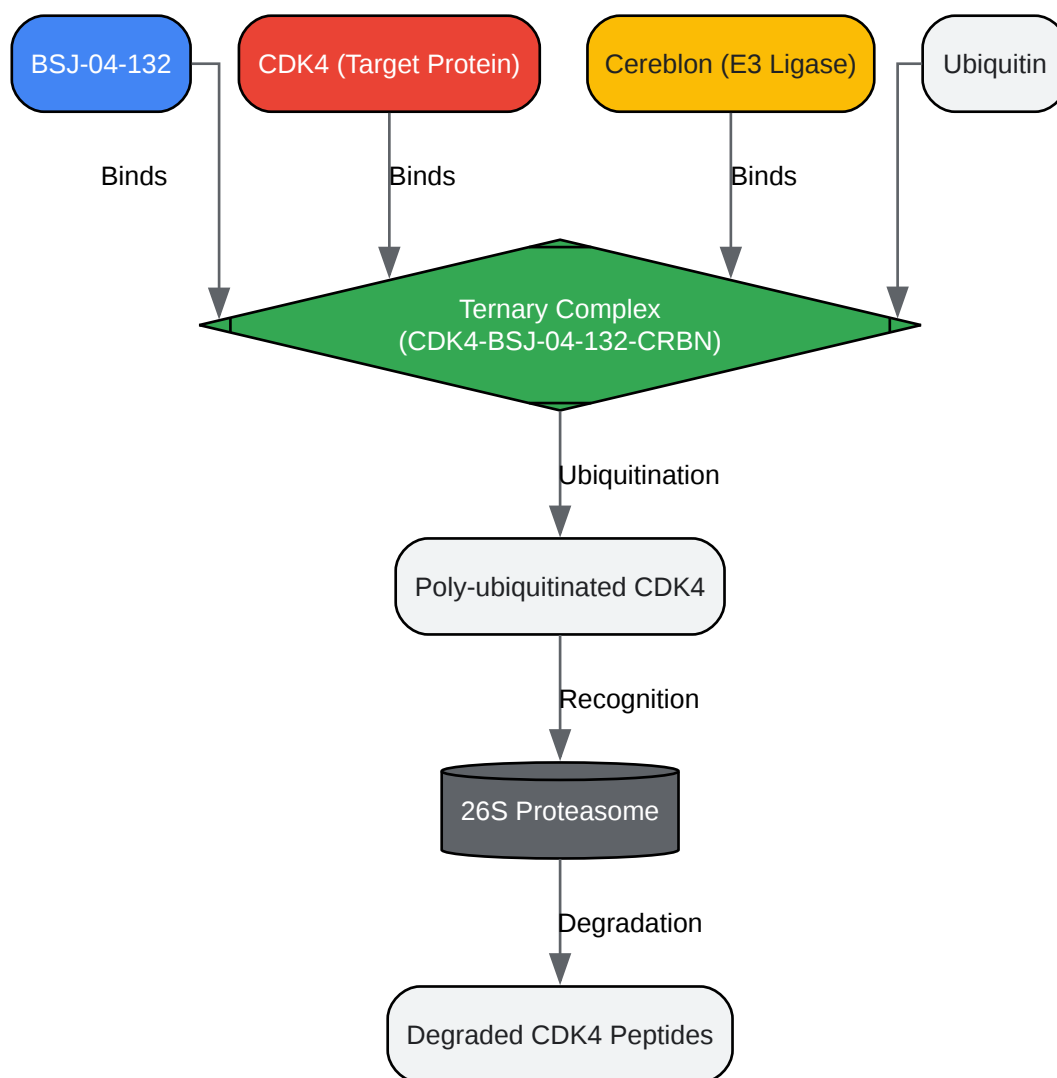 BSJ-04-132
CDK4 (Target Protein)
Cereblon (E3 Ligase)
Ubiquitin
Binds
Binds
Binds
Ternary Complex
(CDK4-BSJ-04-132-CRBN)
Ubiquitination
Poly-ubiquitinated CDK4
Recognition
26S Proteasome
Degradation
Degraded CDK4 Peptides